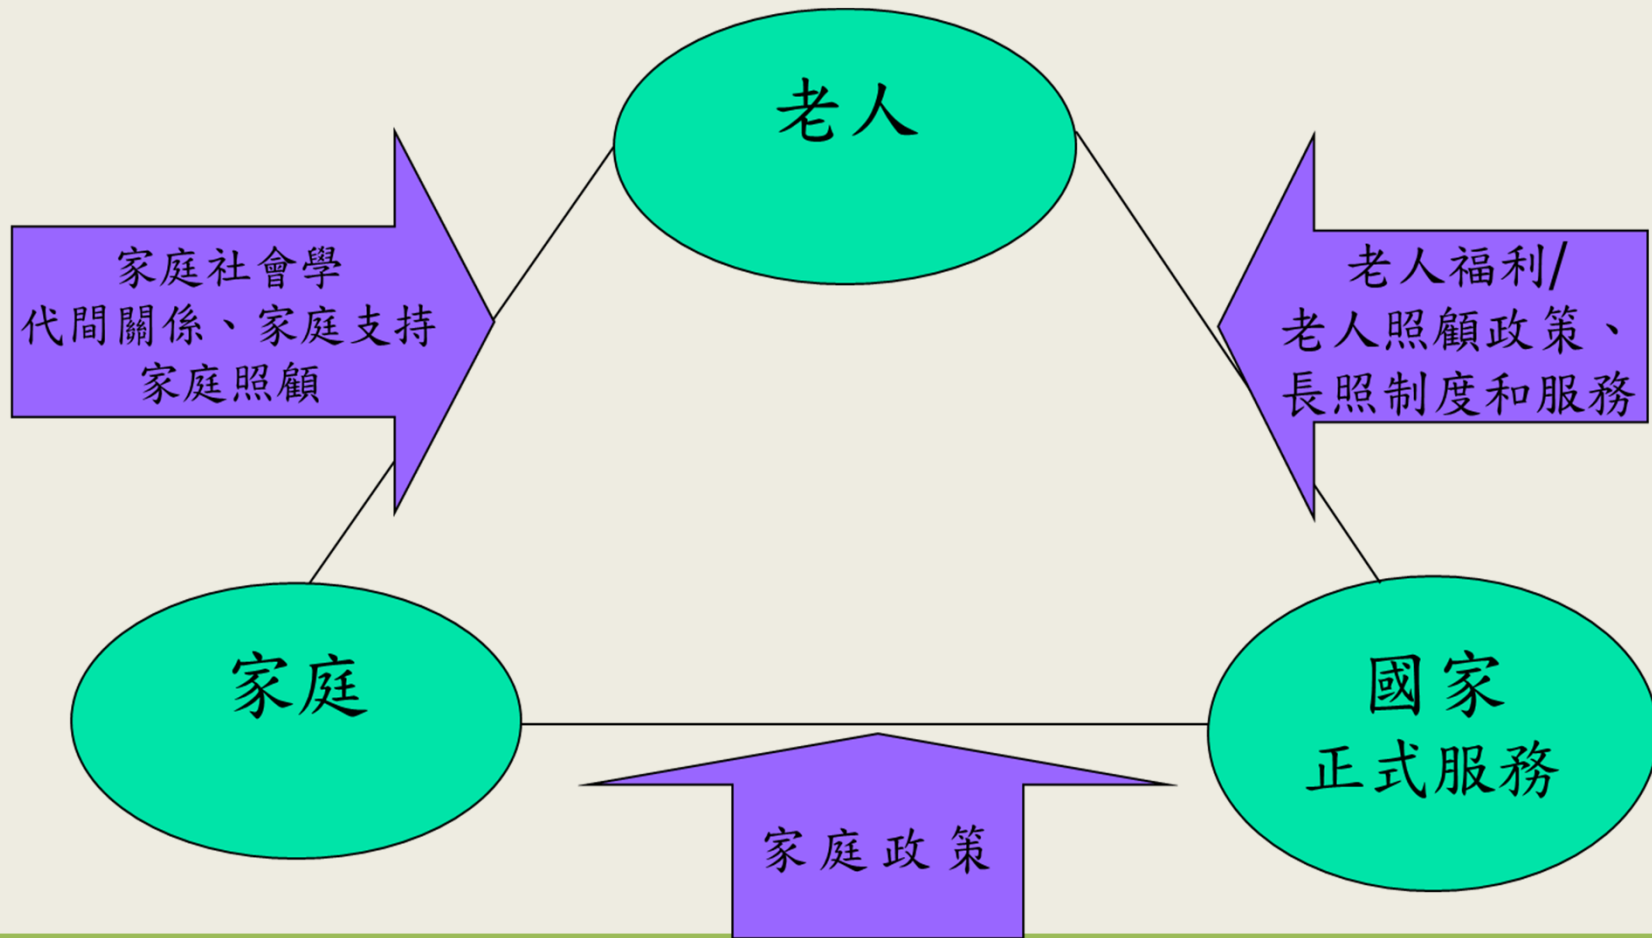 老人
家庭社會學
代間關係、家庭支持
家庭照顧
老人福利/
老人照顧政策、
長照制度和服務
家庭
國家
正式服務
家庭政策